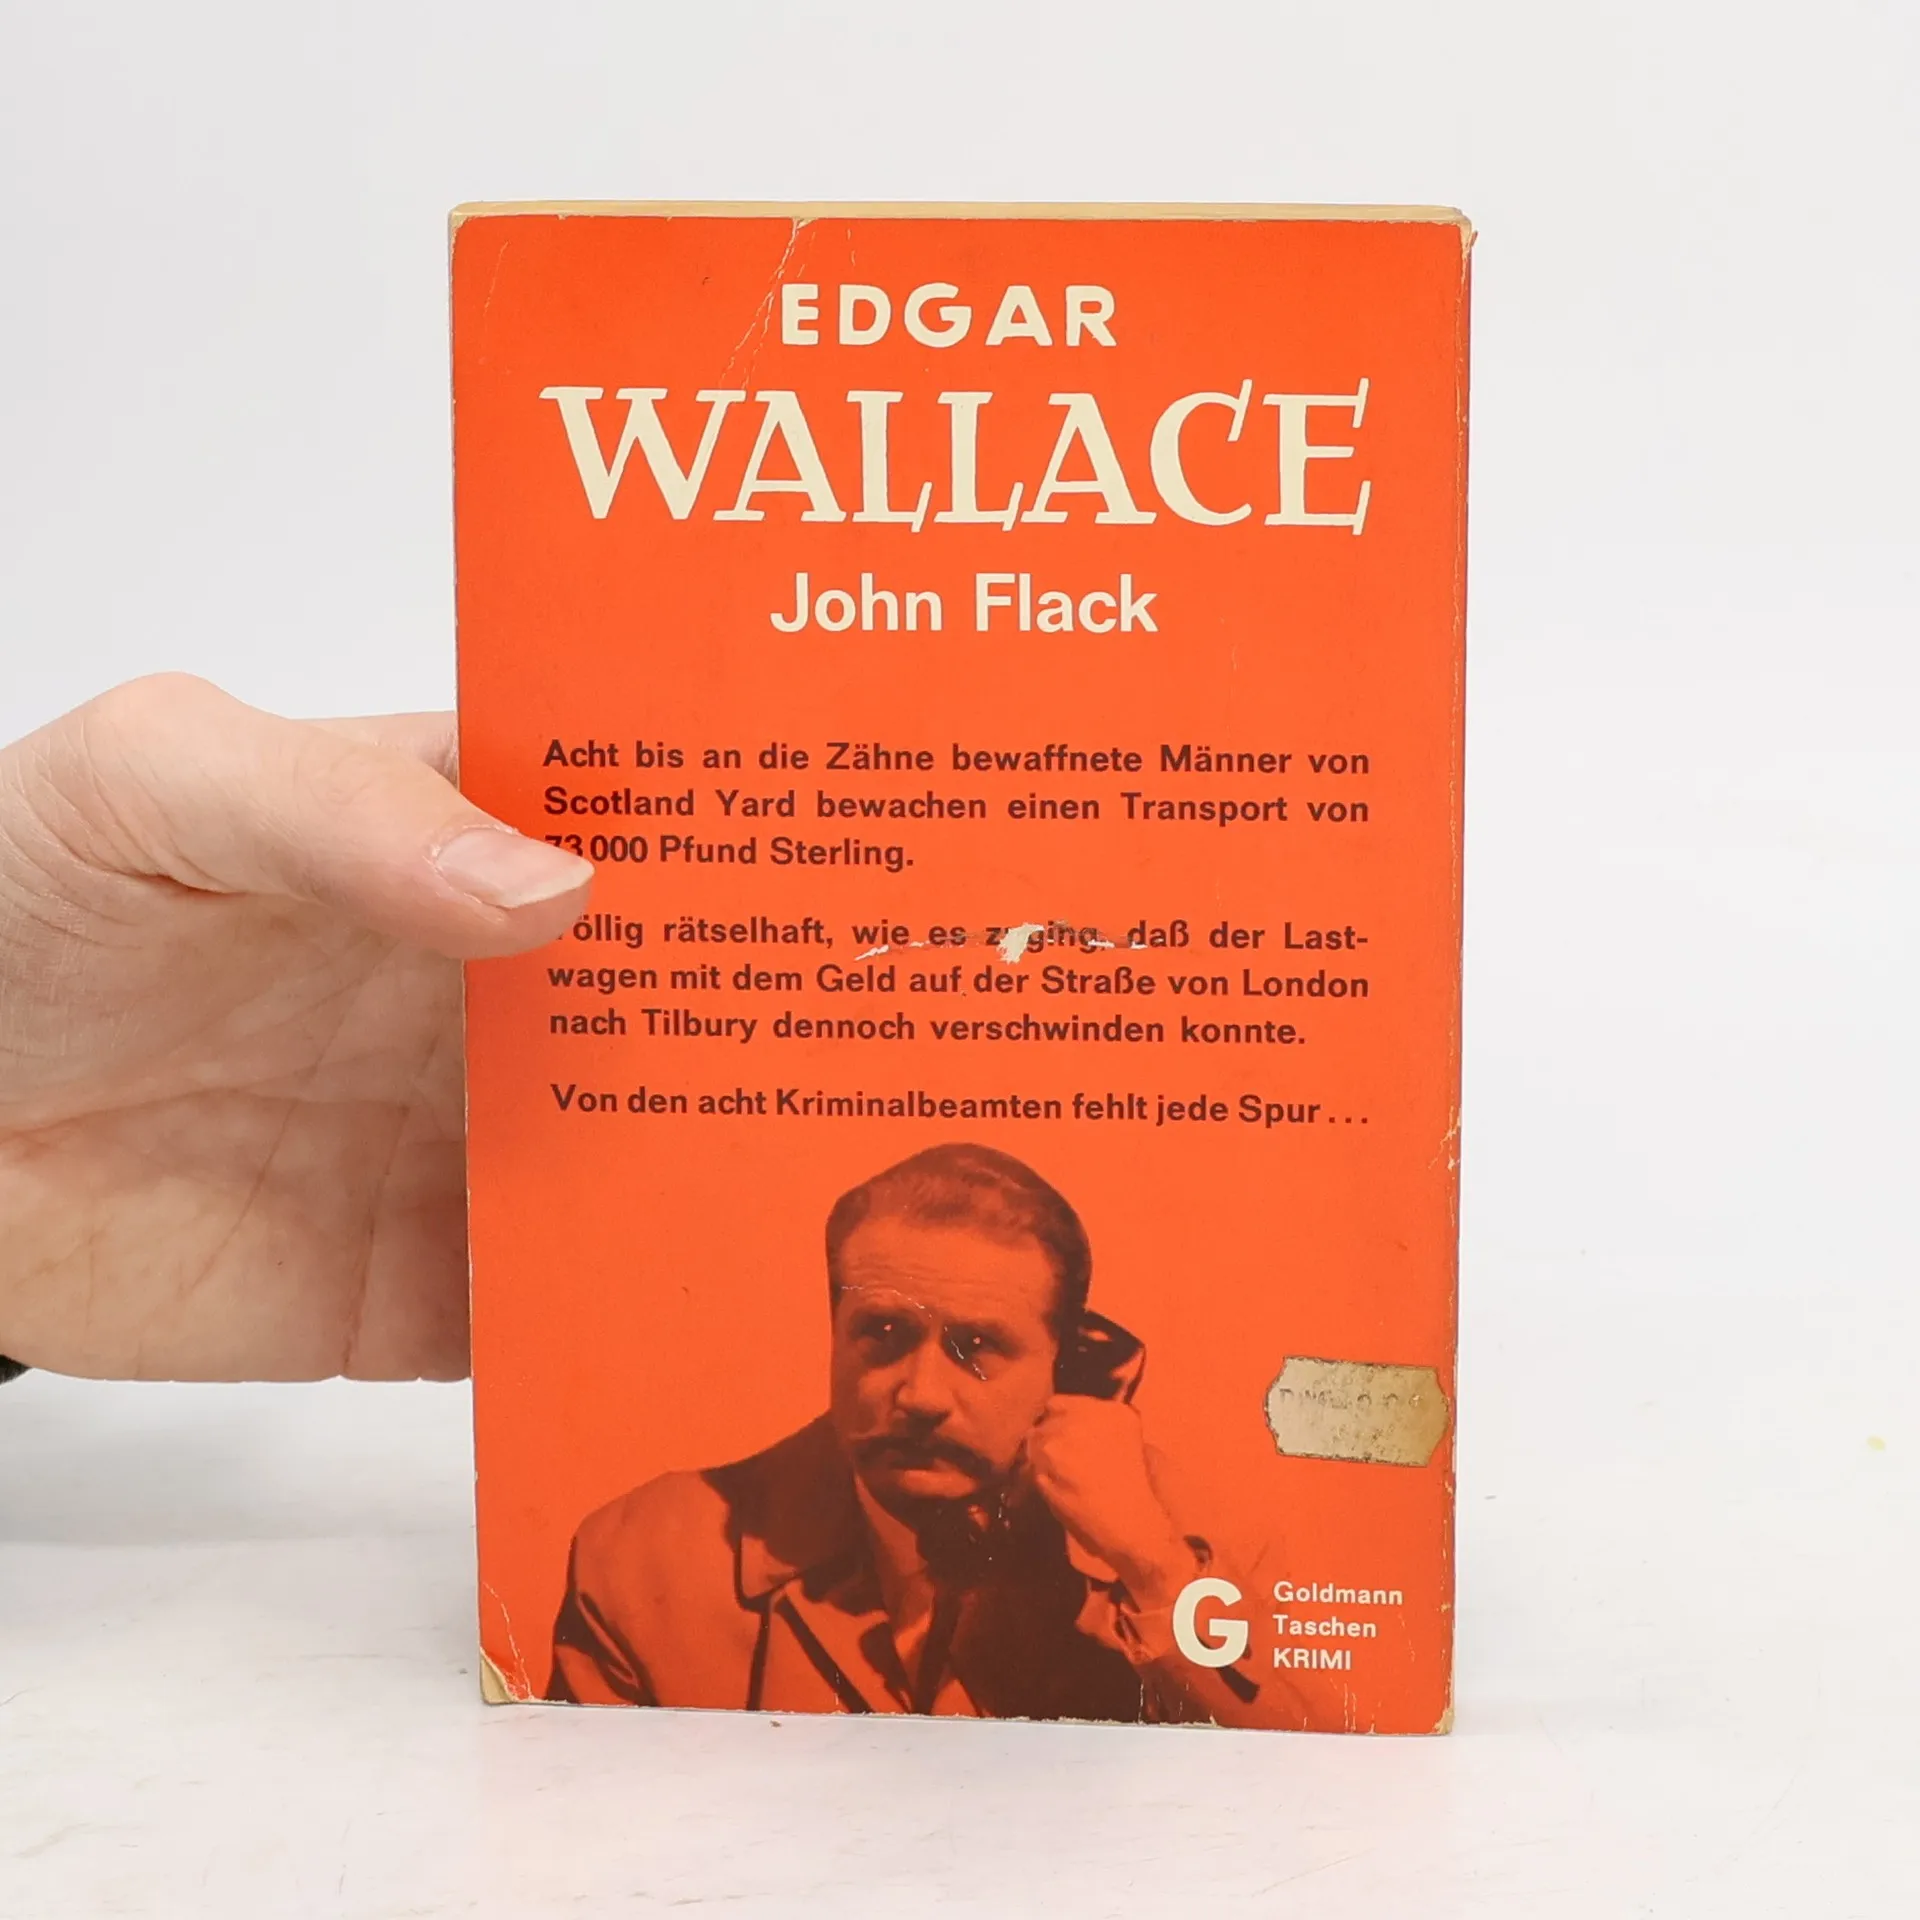 EDGAR
WALLACE
John Flack
Acht bis an die Zähne bewaffnete Männer von
Scotland Yard bewachen einen Transport von
73 000 Pfund Sterling.
Völlig rätselhaft, wie es zuging, daß der Last-
wagen mit dem Geld auf der Straße von London
nach Tilbury dennoch verschwinden konnte.
Von den acht Kriminalbeamten fehlt jede Spur...
G
Goldmann
Taschen
KRIMI